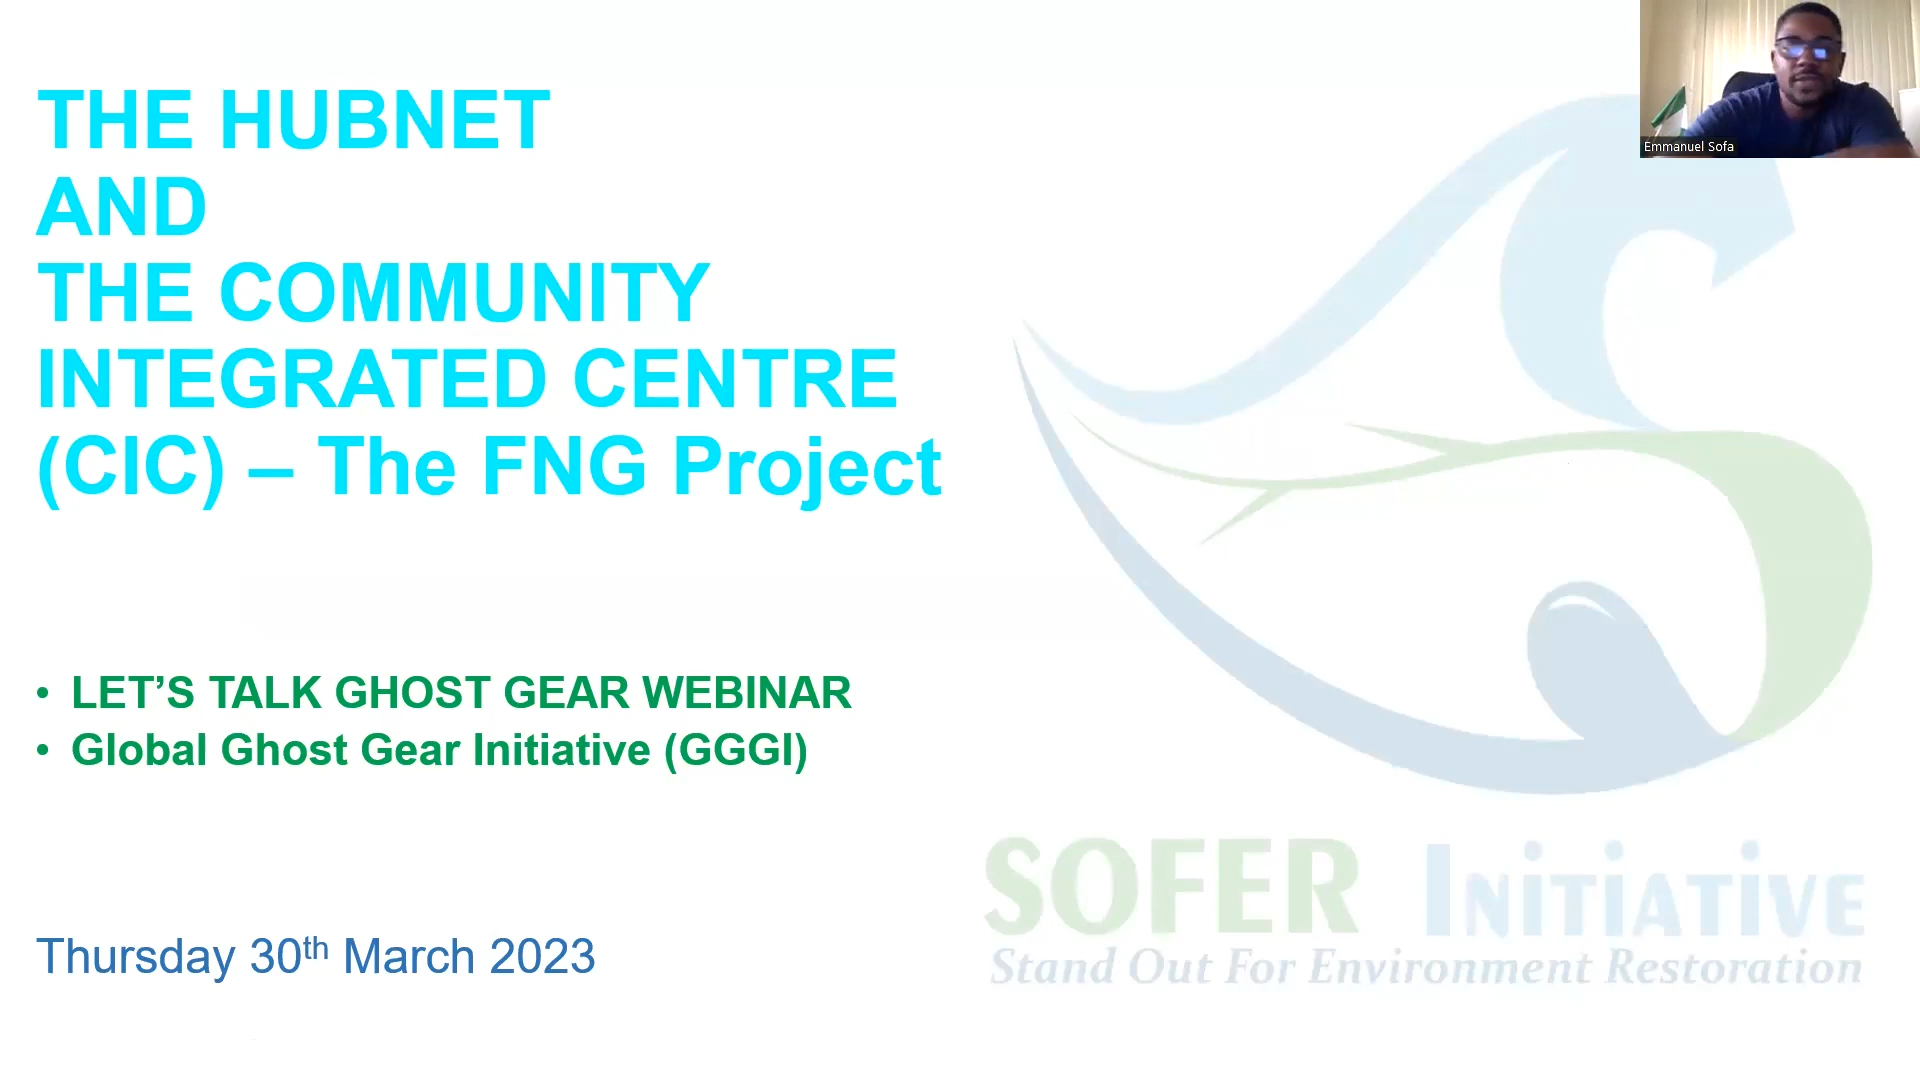 THE HUBNET
AND
THE COMMUNITY
INTEGRATED CENTRE
(CIC) – The FNG Project
• LET’S TALK GHOST GEAR WEBINAR
• Global Ghost Gear Initiative (GGGI)
Thursday 30th March 2023
Emmanuel Sofa
SOFER INITIATIVE
Stand Out For Environment Restoration